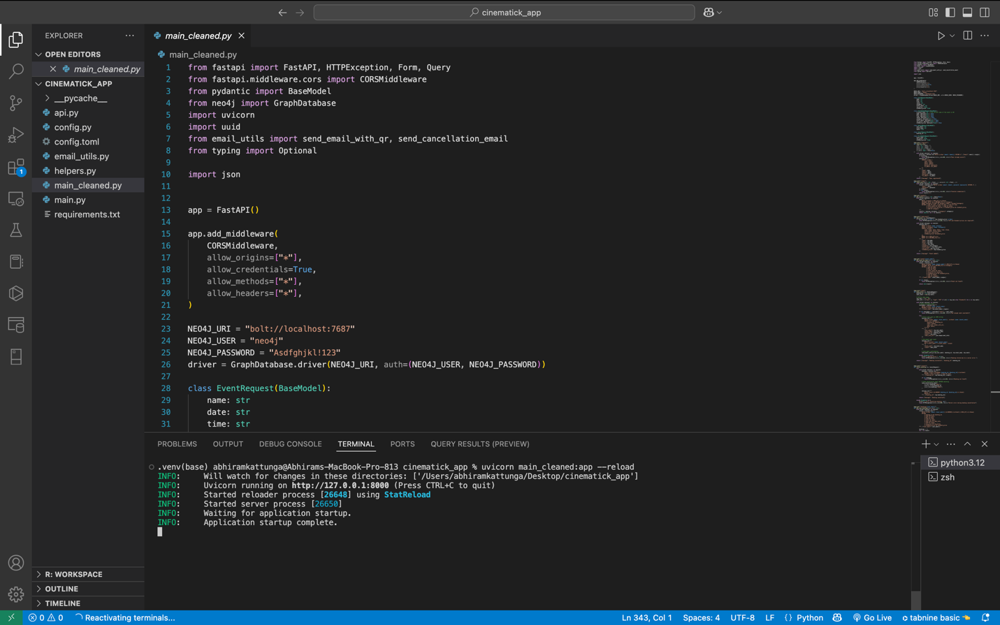 cinematick_app
EXPLORER
OPEN EDITORS
main_cleaned.py
CINEMATICK_APP
__pycache__
api.py
config.py
config.toml
email_utils.py
helpers.py
main_cleaned.py
main.py
requirements.txt
R: WORKSPACE
OUTLINE
TIMELINE
1
main_cleaned.py
main_cleaned.py
1 from fastapi import FastAPI, HTTPException, Form, Query
2 from fastapi.middleware.cors import CORSMiddleware
3 from pydantic import BaseModel
4 from neo4j import GraphDatabase
5 import uvicorn
6 import uuid
7 from email_utils import send_email_with_qr, send_cancellation_email
8 from typing import Optional
9
10 import json
11
12
13 app = FastAPI()
14
15 app.add_middleware(
16     CORSMiddleware,
17     allow_origins=["*"],
18     allow_credentials=True,
19     allow_methods=["*"],
20     allow_headers=["*"],
21 )
22
23 NEO4J_URI = "bolt://localhost:7687"
24 NEO4J_USER = "neo4j"
25 NEO4J_PASSWORD = "Asdfghjkl!123"
26 driver = GraphDatabase.driver(NEO4J_URI, auth=(NEO4J_USER, NEO4J_PASSWORD))
27
28 class EventRequest(BaseModel):
29     name: str
30     date: str
31     time: str
PROBLEMS OUTPUT DEBUG CONSOLE TERMINAL PORTS QUERY RESULTS (PREVIEW)
.venv(base) abhiramkattunga@Abhirams-MacBook-Pro-813 cinematick_app % uvicorn main_cleaned:app --reload
INFO:     Will watch for changes in these directories: ['/Users/abhiramkattunga/Desktop/cinematick_app']
INFO:     Uvicorn running on http://127.0.0.1:8000 (Press CTRL+C to quit)
INFO:     Started reloader process [26648] using StatReload
INFO:     Started server process [26650]
INFO:     Waiting for application startup.
INFO:     Application startup complete.
python3.12
zsh
0 0 Reactivating terminals... Ln 343, Col 1 Spaces: 4 UTF-8 LF {} Python Go Live tabnine basic